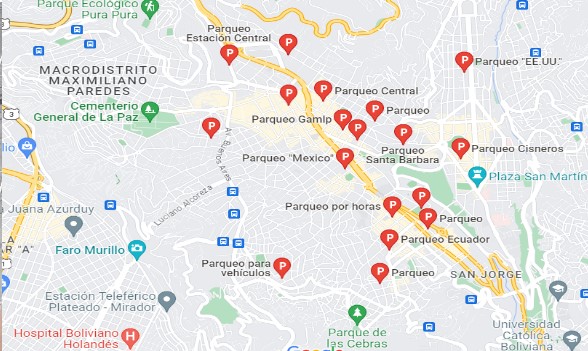 Parque Ecológico
Pura Pura
Parqueo
Estación Central
MACRODISTRITO
MAXIMILIANO
PAREDES
Parqueo "EE.UU."
Parqueo Central
Cementerio
General de La Paz
Parqueo
Parqueo Gamlp
3
Av. Buenos Aires
Parqueo
Santa Barbara
Parqueo Cisneros
Parqueo "Mexico"
Plaza San Martín
Luciano Alcoreza
a Juana Azurduy
Parqueo por horas
Parqueo
A
AR "A"
Faro Murillo
Parqueo Ecuador
Parqueo para
vehículos
Parqueo
SAN JORGE
3
Estación Teleférico
Plateado - Mirador
Hospital Boliviano
Holandés
Parque de
las Cebras
Universidad
Católica
Boliviana
Google